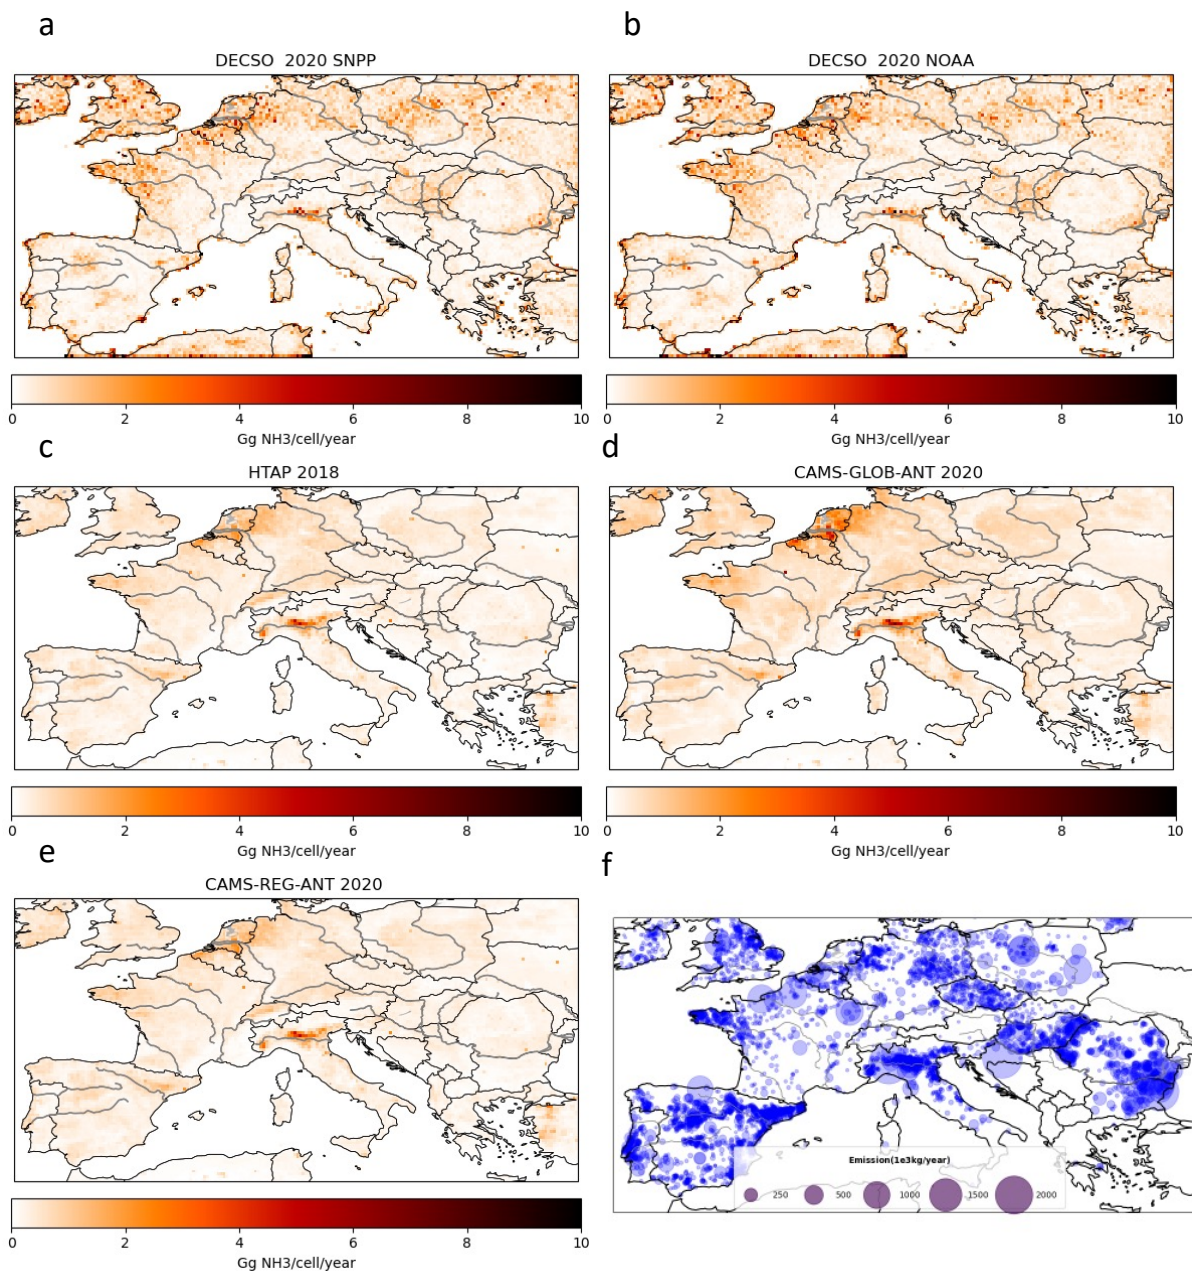 a b
DECSO 2020 SNPP DECSO 2020 NOAA
0 2 4 6 8 10 0 2 4 6 8 10
Gg NH3/cell/year Gg NH3/cell/year
c d
HTAP 2018 CAMS-GLOB-ANT 2020
0 2 4 6 8 10 0 2 4 6 8 10
Gg NH3/cell/year Gg NH3/cell/year
e f
CAMS-REG-ANT 2020
Emission(1e3kg/year)
250 500 1000 1500 2000
0 2 4 6 8 10
Gg NH3/cell/year